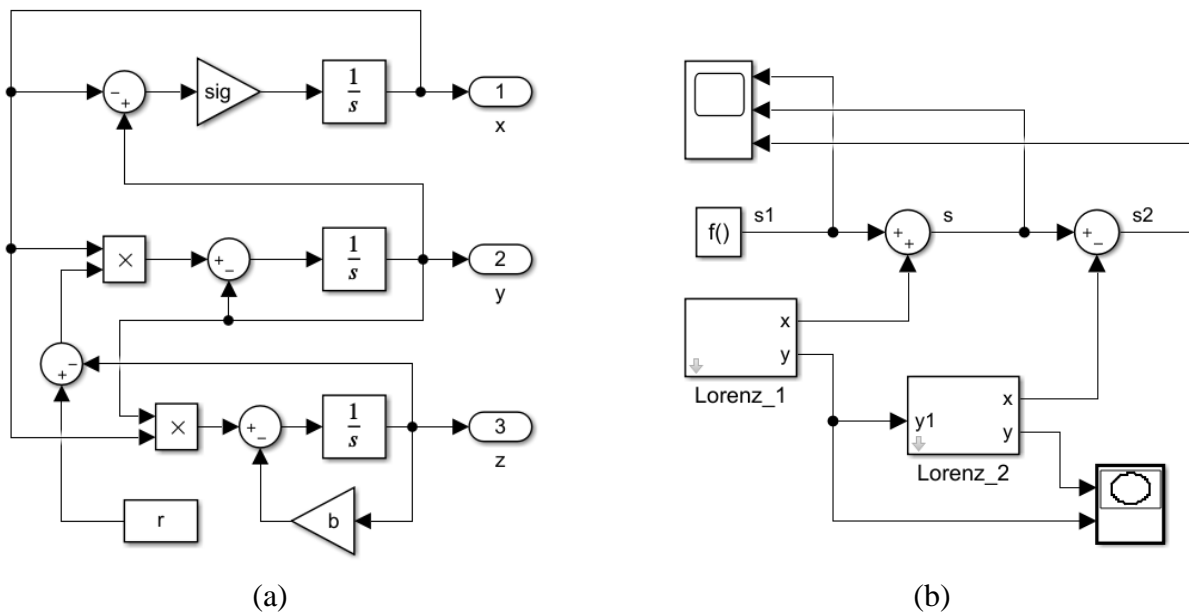 sig
1
s
1
x
×
1
s
2
y
×
1
s
3
z
r
b
(a)
f()
s1
s
s2
x
y
Lorenz_1
y1
x
y
Lorenz_2
(b)